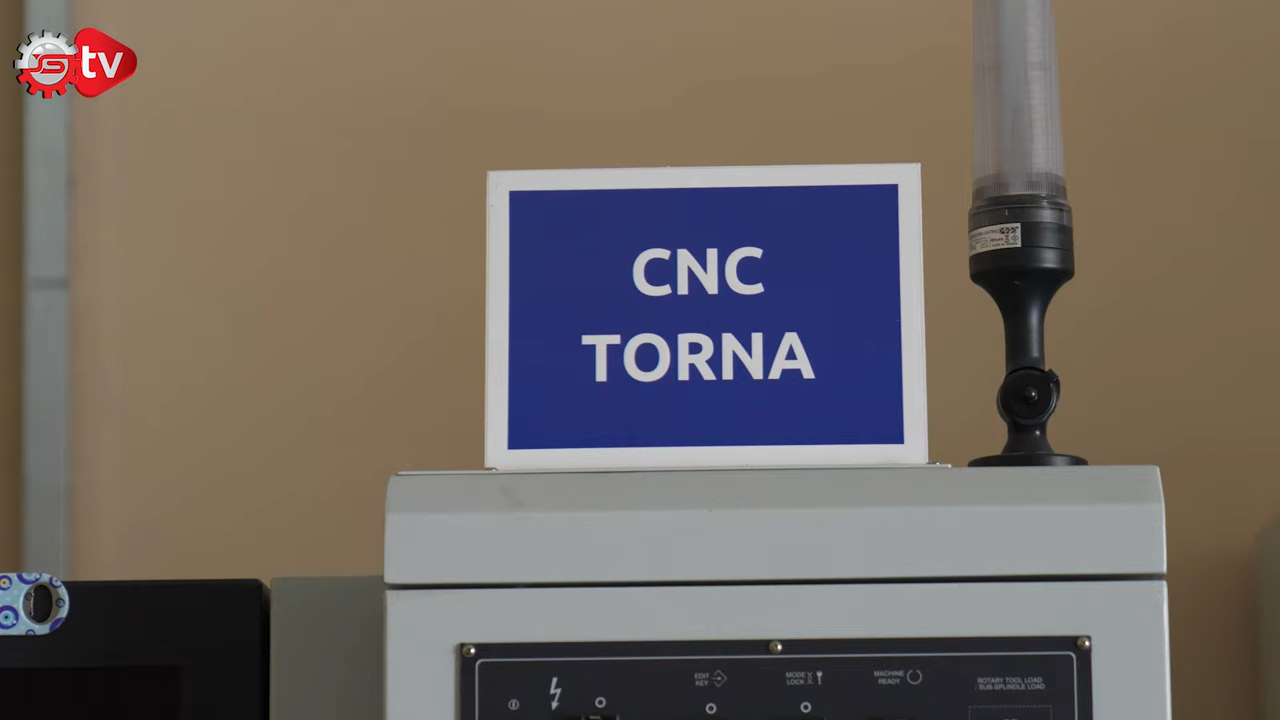 tv
CNC
TORNA
EDIT
KEY
MODE
LOCK
MACHINE
READY
ROTARY TOOL LOAD
/ SUB-SPINDLE LOAD